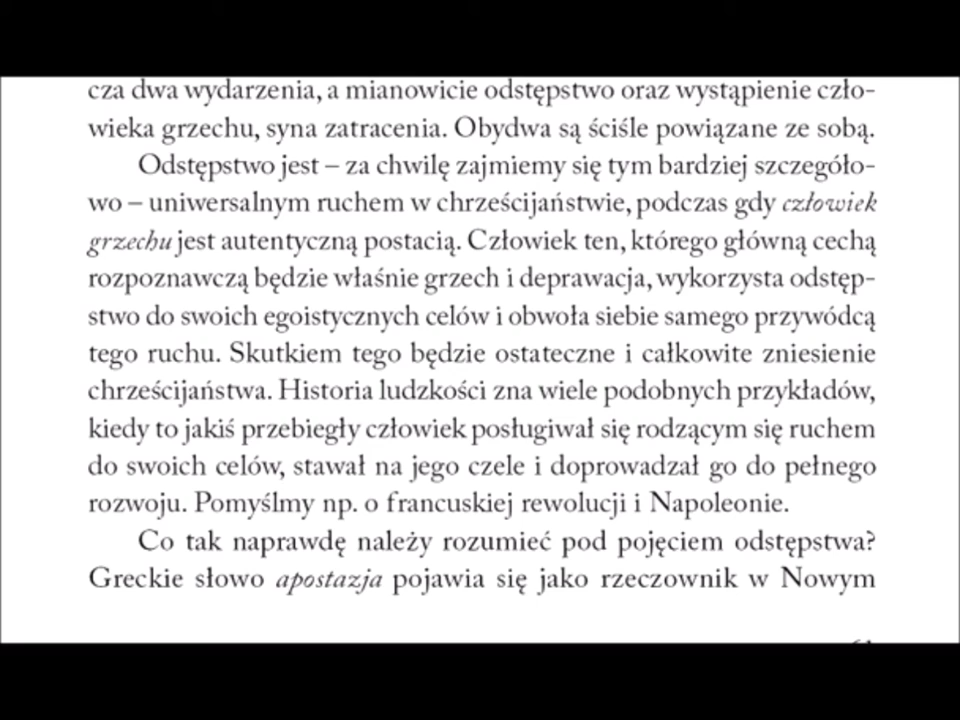 cza dwa wydarzenia, a mianowicie odstępstwo oraz wystąpienie czło-
wieka grzechu, syna zatracenia. Obydwa są ściśle powiązane ze sobą.
Odstępstwo jest – za chwilę zajmiemy się tym bardziej szczegóło-
wo – uniwersalnym ruchem w chrześcijaństwie, podczas gdy człowiek
grzechu jest autentyczną postacią. Człowiek ten, którego główną cechą
rozpoznawczą będzie właśnie grzech i deprawacja, wykorzysta odstęp-
stwo do swoich egoistycznych celów i obwoła siebie samego przywódcą
tego ruchu. Skutkiem tego będzie ostateczne i całkowite zniesienie
chrześcijaństwa. Historia ludzkości zna wiele podobnych przykładów,
kiedy to jakiś przebiegły człowiek posługiwał się rodzącym się ruchem
do swoich celów, stawał na jego czele i doprowadzał go do pełnego
rozwoju. Pomyślmy np. o francuskiej rewolucji i Napoleonie.
Co tak naprawdę należy rozumieć pod pojęciem odstępstwa?
Greckie słowo apostazja pojawia się jako rzeczownik w Nowym